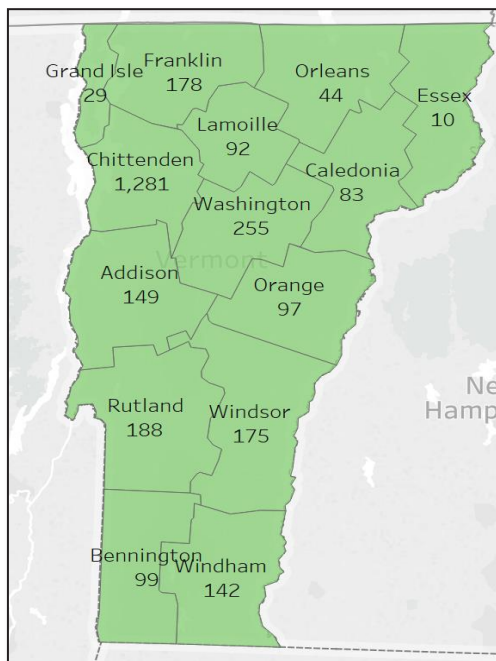 Grand Isle
29
Franklin
178
Orleans
44
Essex
10
Lamoille
92
Chittenden
1,281
Caledonia
83
Washington
255
Vermont
Addison
149
Orange
97
Rutland
188
Windsor
175
Ne
Hamp
Bennington
99
Windham
142